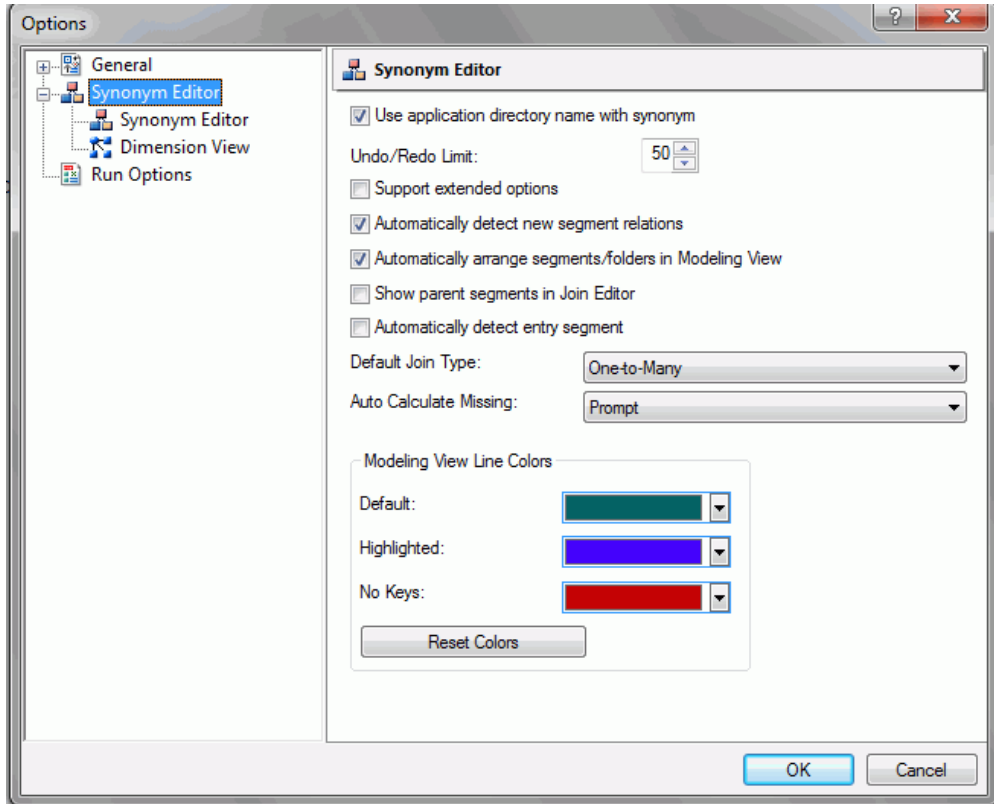 Options
?
General
Synonym Editor
Synonym Editor
Dimension View
Run Options
Synonym Editor
Use application directory name with synonym
Undo/Redo Limit: 50
Support extended options
Automatically detect new segment relations
Automatically arrange segments/folders in Modeling View
Show parent segments in Join Editor
Automatically detect entry segment
Default Join Type: One-to-Many
Auto Calculate Missing: Prompt
Modeling View Line Colors
Default:
Highlighted:
No Keys:
Reset Colors
OK Cancel